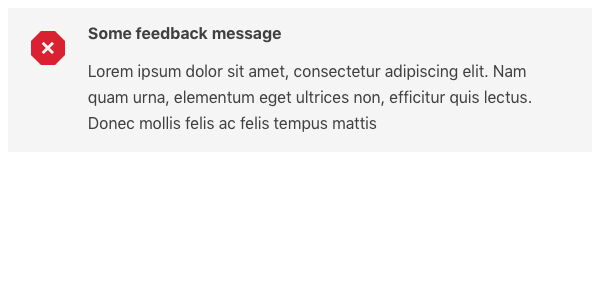 Some feedback message
Lorem ipsum dolor sit amet, consectetur adipiscing elit. Nam
quam urna, elementum eget ultrices non, efficitur quis lectus.
Donec mollis felis ac felis tempus mattis